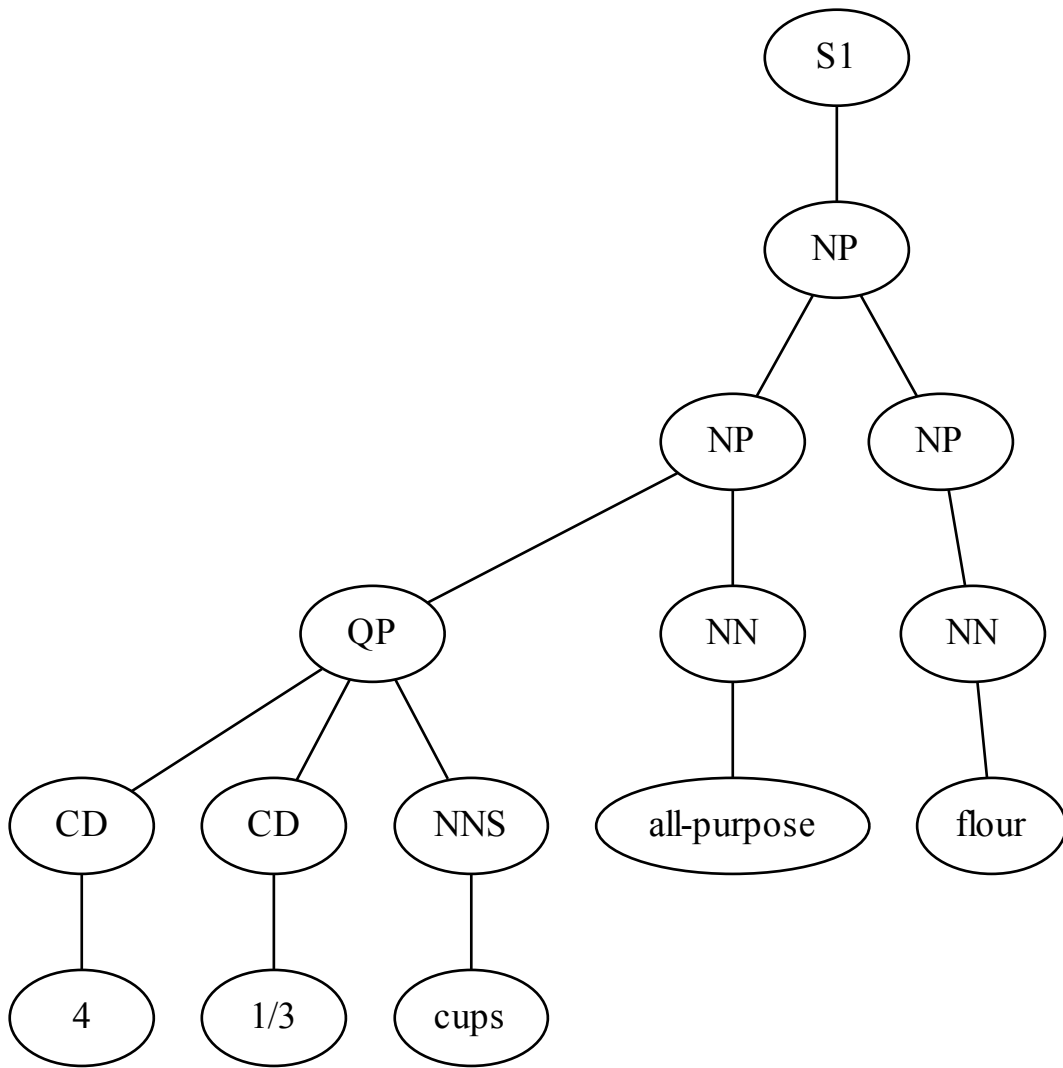 S1
NP
NP NP
QP NN NN
CD CD NNS all-purpose flour
4 1/3 cups